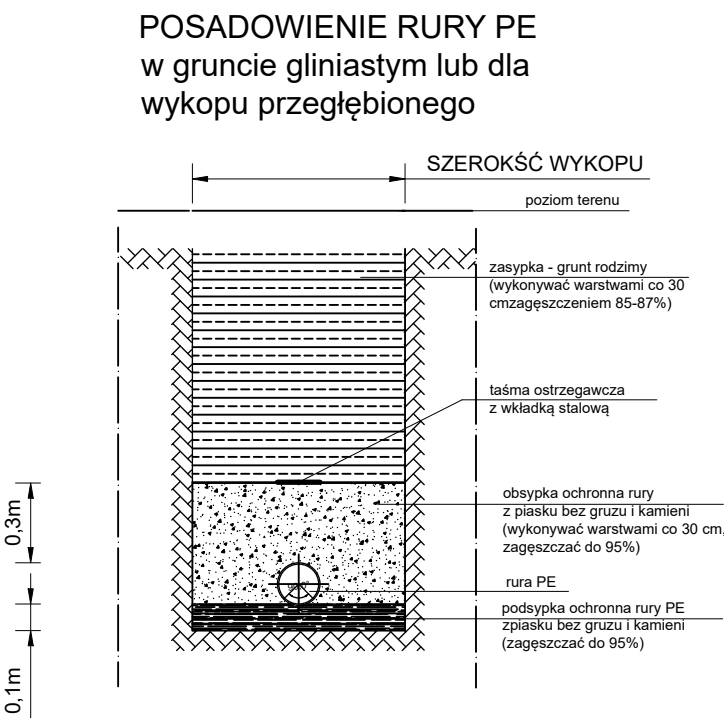 POSADOWIENIE RURY PE
w gruncie gliniastym lub dla
wykopu przegłębionego
SZEROKŚĆ WYKOPU
poziom terenu
zasypka - grunt rodzimy
(wykonywać warstwami co 30
cmzagęszczeniem 85-87%)
taśma ostrzegawcza
z wkładką stalową
obsypka ochronna rury
z piasku bez gruzu i kamieni
(wykonywać warstwami co 30 cm,
zagęszczać do 95%)
0,3m
rura PE
podsypka ochronna rury PE
zpiasku bez gruzu i kamieni
(zagęszczać do 95%)
0,1m